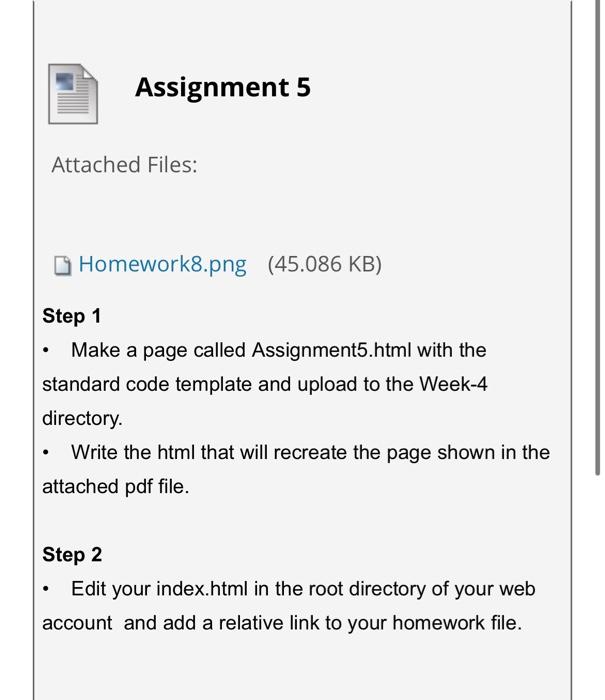 Assignment 5
Attached Files:
Homework8.png (45.086 KB)
Step 1
• Make a page called Assignment5.html with the
standard code template and upload to the Week-4
directory.
• Write the html that will recreate the page shown in the
attached pdf file.
Step 2
• Edit your index.html in the root directory of your web
account  and add a relative link to your homework file.